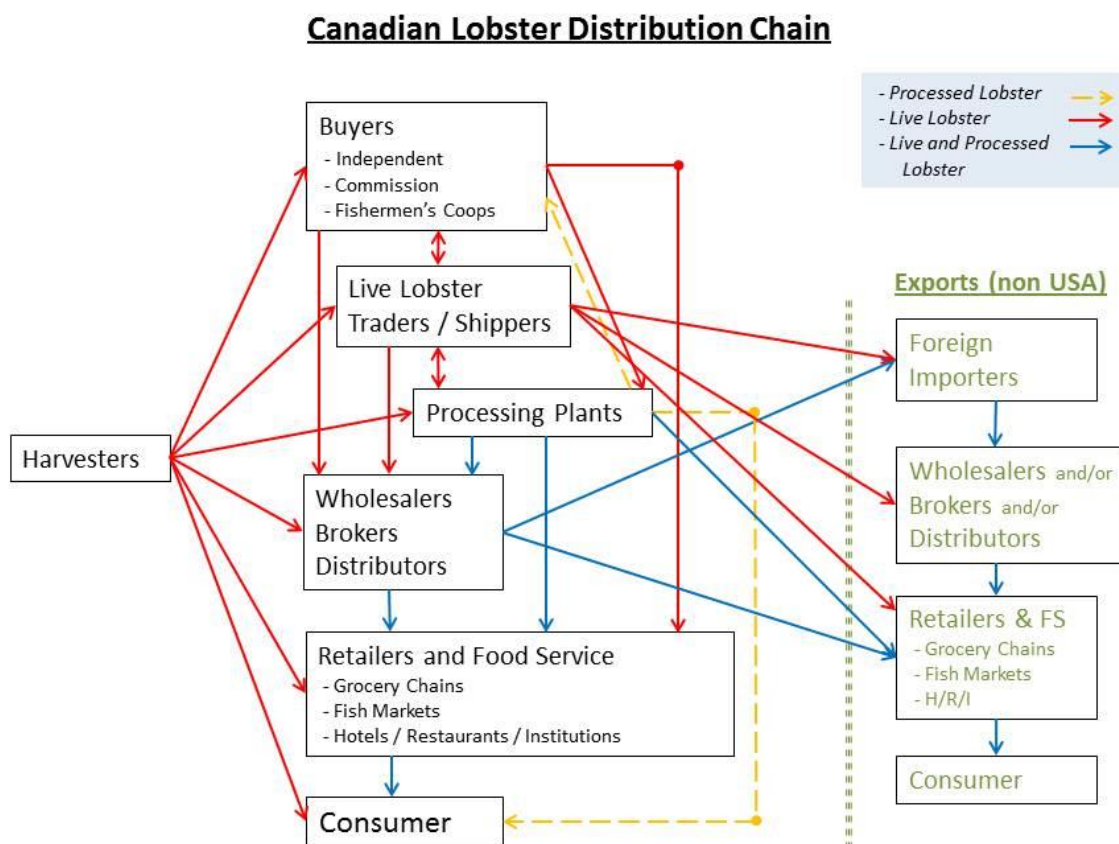 Canadian Lobster Distribution Chain
- Processed Lobster
- Live Lobster
- Live and Processed
Lobster
Buyers
- Independent
- Commission
- Fishermen's Coops
Live Lobster
Traders / Shippers
Processing Plants
Harvesters
Wholesalers
Brokers
Distributors
Retailers and Food Service
- Grocery Chains
- Fish Markets
- Hotels / Restaurants / Institutions
Consumer
Exports (non USA)
Foreign
Importers
Wholesalers and/or
Brokers and/or
Distributors
Retailers & FS
- Grocery Chains
- Fish Markets
- H/R/I
Consumer